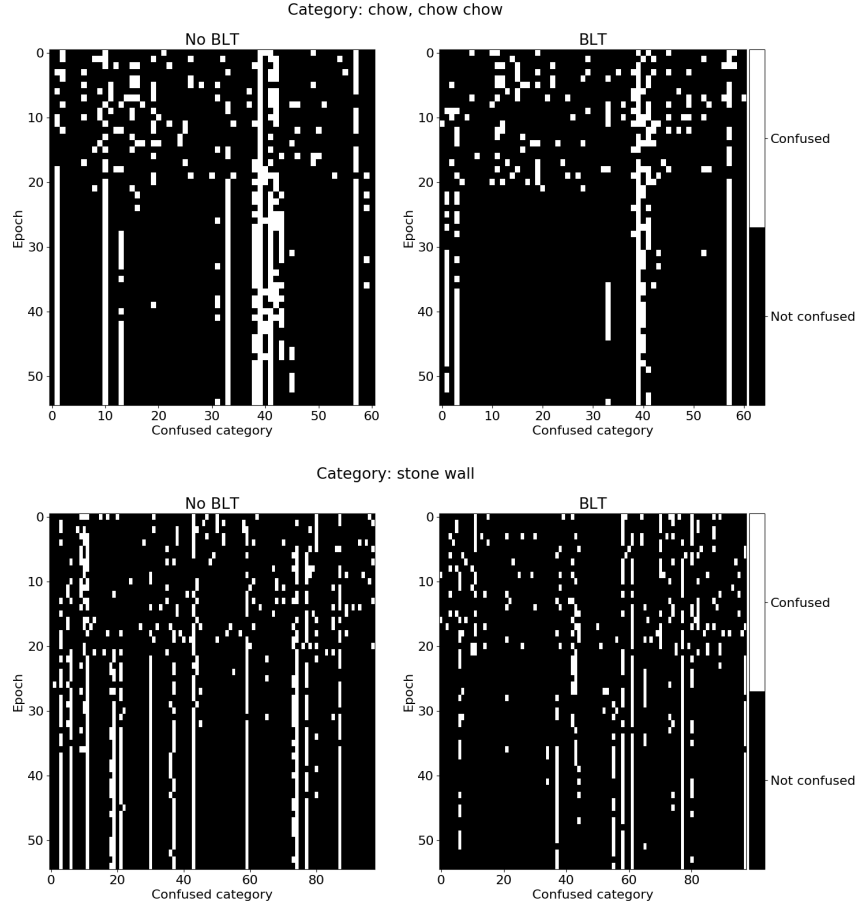 Category: chow, chow chow
No BLT
BLT
0
10
20
30
40
50
Epoch
0 10 20 30 40 50 60
Confused category
0
10
20
30
40
50
Epoch
0 10 20 30 40 50 60
Confused category
Confused
Not confused
Category: stone wall
No BLT
BLT
0
10
20
30
40
50
Epoch
0 20 40 60 80
Confused category
0
10
20
30
40
50
Epoch
0 20 40 60 80
Confused category
Confused
Not confused